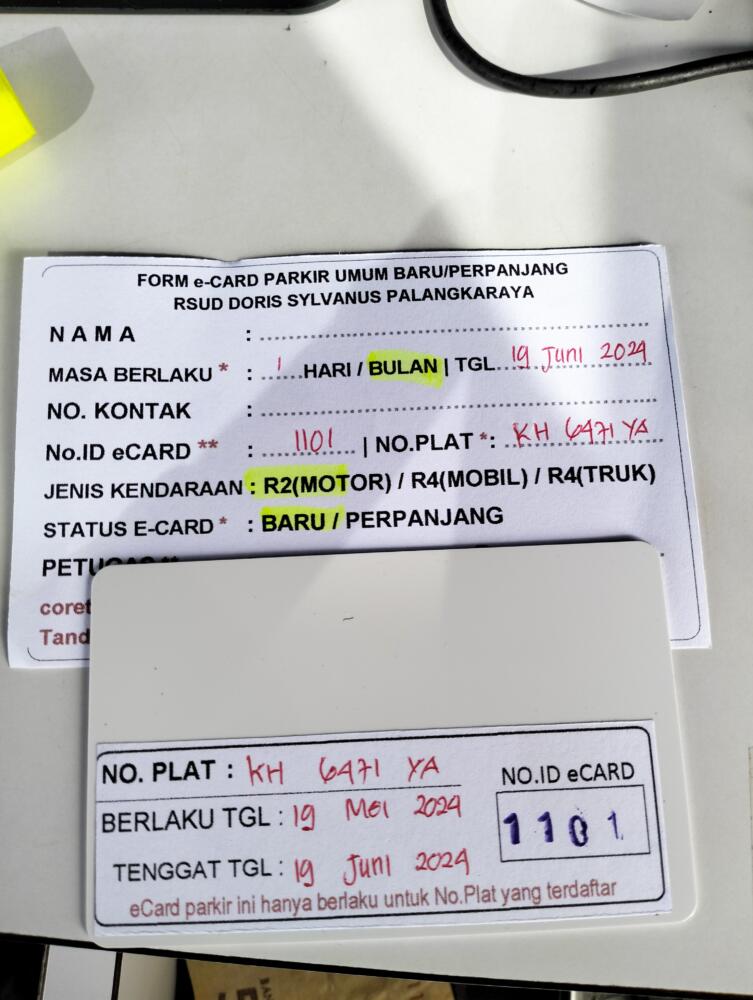 FORM e-CARD PARKIR UMUM BARU/PERPANJANG
RSUD DORIS SYLVANUS PALANGKARAYA
NAMA :
MASA BERLAKU * : 1 HARI / BULAN | TGL. 19 Juni 2024
NO. KONTAK :
No.ID eCARD ** : 1101 | NO.PLAT *: KH 6471 YA
JENIS KENDARAAN : R2(MOTOR) / R4(MOBIL) / R4(TRUK)
STATUS E-CARD * : BARU / PERPANJANG
coret
Tand
NO. PLAT : KH 6471 YA
NO.ID eCARD
BERLAKU TGL : 19 Mei 2024
1101
TENGGAT TGL : 19 Juni 2024
eCard parkir ini hanya berlaku untuk No.Plat yang terdaftar